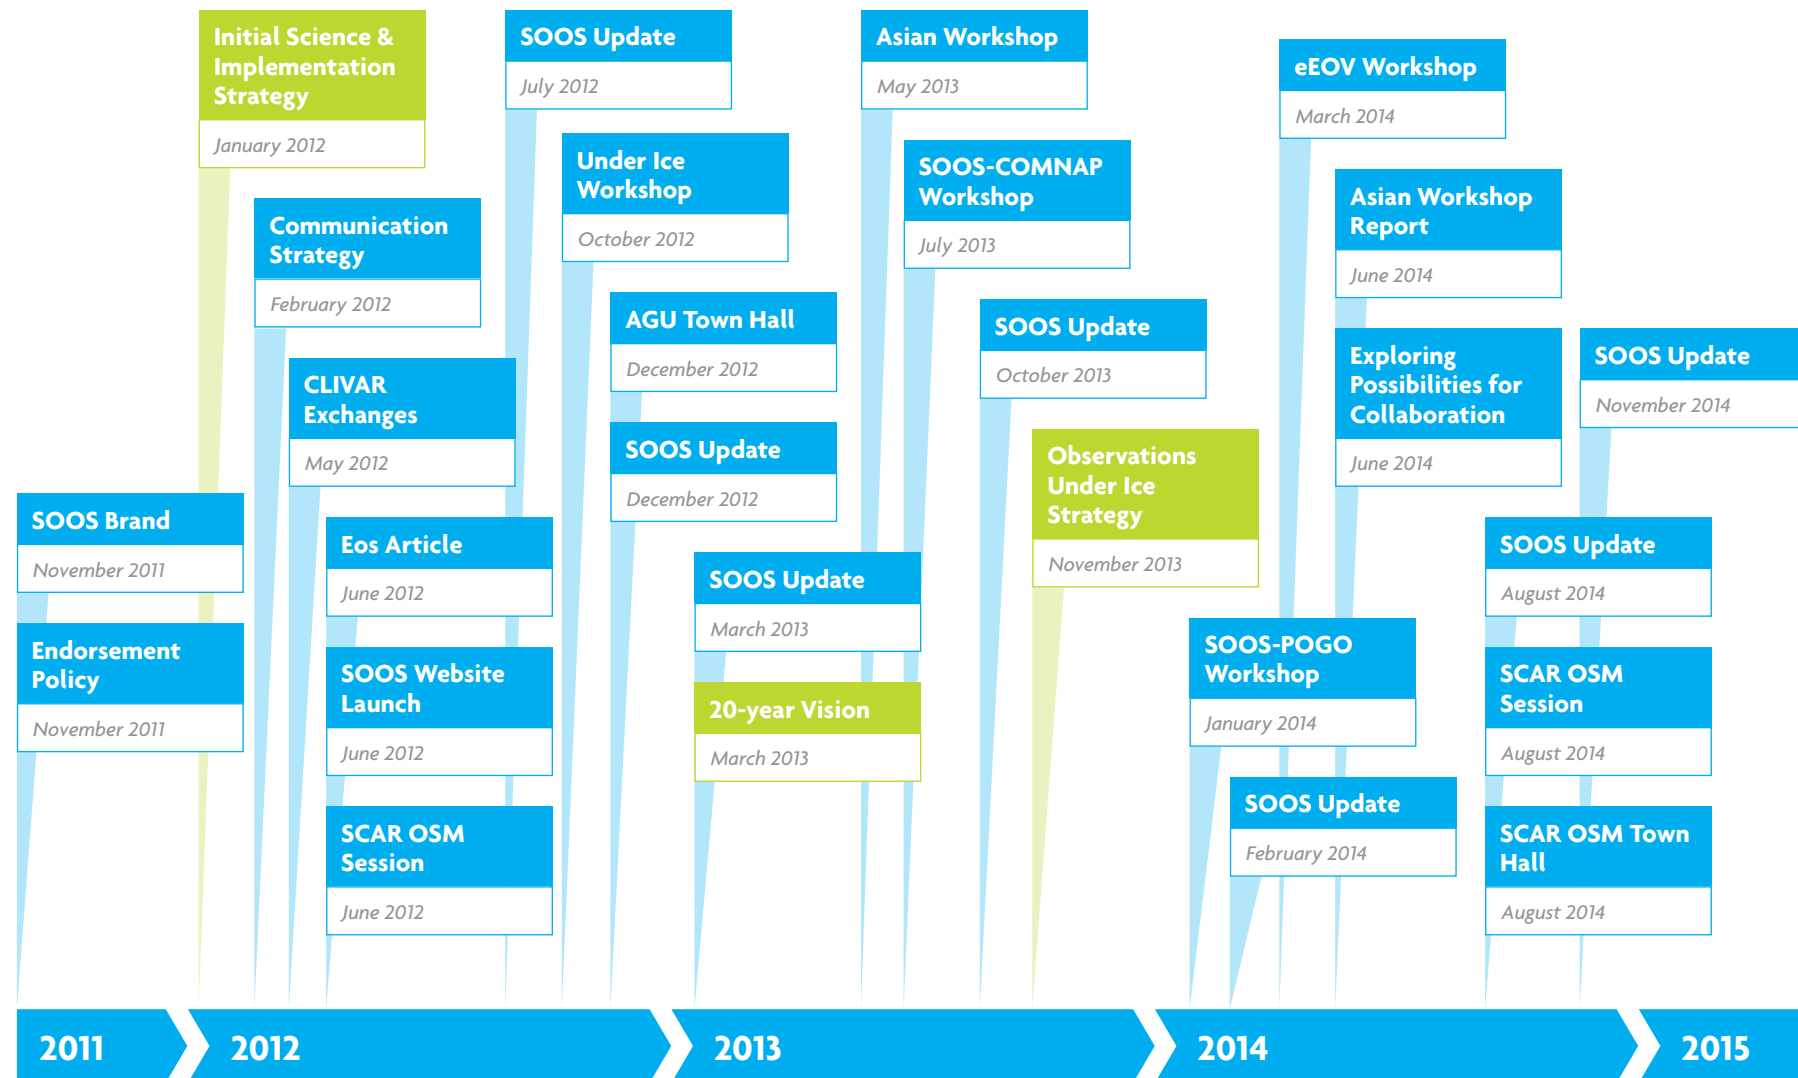 Initial Science &
Implementation
Strategy
January 2012
Communication
Strategy
February 2012
CLIVAR
Exchanges
May 2012
SOOS Brand
November 2011
Endorsement
Policy
November 2011
Eos Article
June 2012
SOOS Website
Launch
June 2012
SCAR OSM
Session
June 2012
SOOS Update
July 2012
Under Ice
Workshop
October 2012
AGU Town Hall
December 2012
SOOS Update
December 2012
SOOS Update
March 2013
20-year Vision
March 2013
Asian Workshop
May 2013
SOOS-COMNAP
Workshop
July 2013
SOOS Update
October 2013
Observations
Under Ice
Strategy
November 2013
SOOS-POGO
Workshop
January 2014
SOOS Update
February 2014
eEOV Workshop
March 2014
Asian Workshop
Report
June 2014
Exploring
Possibilities for
Collaboration
June 2014
SOOS Update
November 2014
SOOS Update
August 2014
SCAR OSM
Session
August 2014
SCAR OSM Town
Hall
August 2014
2011
2012
2013
2014
2015